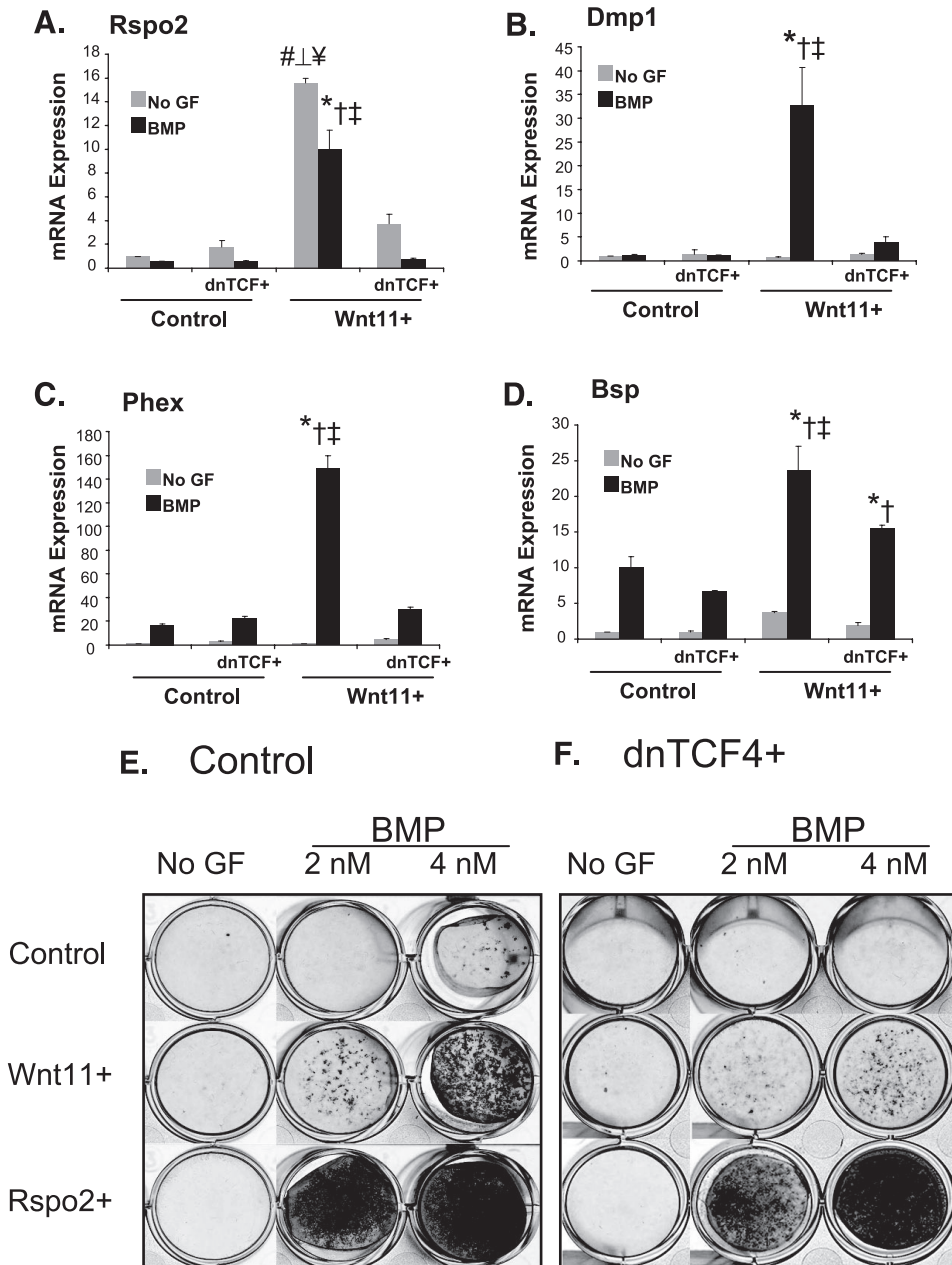 A. Rspo2
mRNA Expression
18
16
14
12
10
8
6
4
2
0
No GF
BMP
#⊥¥
*†‡
dnTCF+ dnTCF+
Control Wnt11+
B. Dmp1
mRNA Expression
45
40
35
30
25
20
15
10
5
0
No GF
BMP
*†‡
dnTCF+ dnTCF+
Control Wnt11+
C. Phex
mRNA Expression
180
160
140
120
100
80
60
40
20
0
No GF
BMP
*†‡
dnTCF+ dnTCF+
Control Wnt11+
D. Bsp
mRNA Expression
30
25
20
15
10
5
0
No GF
BMP
*†‡
*†
dnTCF+ dnTCF+
Control Wnt11+
E. Control
BMP
No GF 2 nM 4 nM
F. dnTCF4+
BMP
No GF 2 nM 4 nM
Control
Wnt11+
Rspo2+